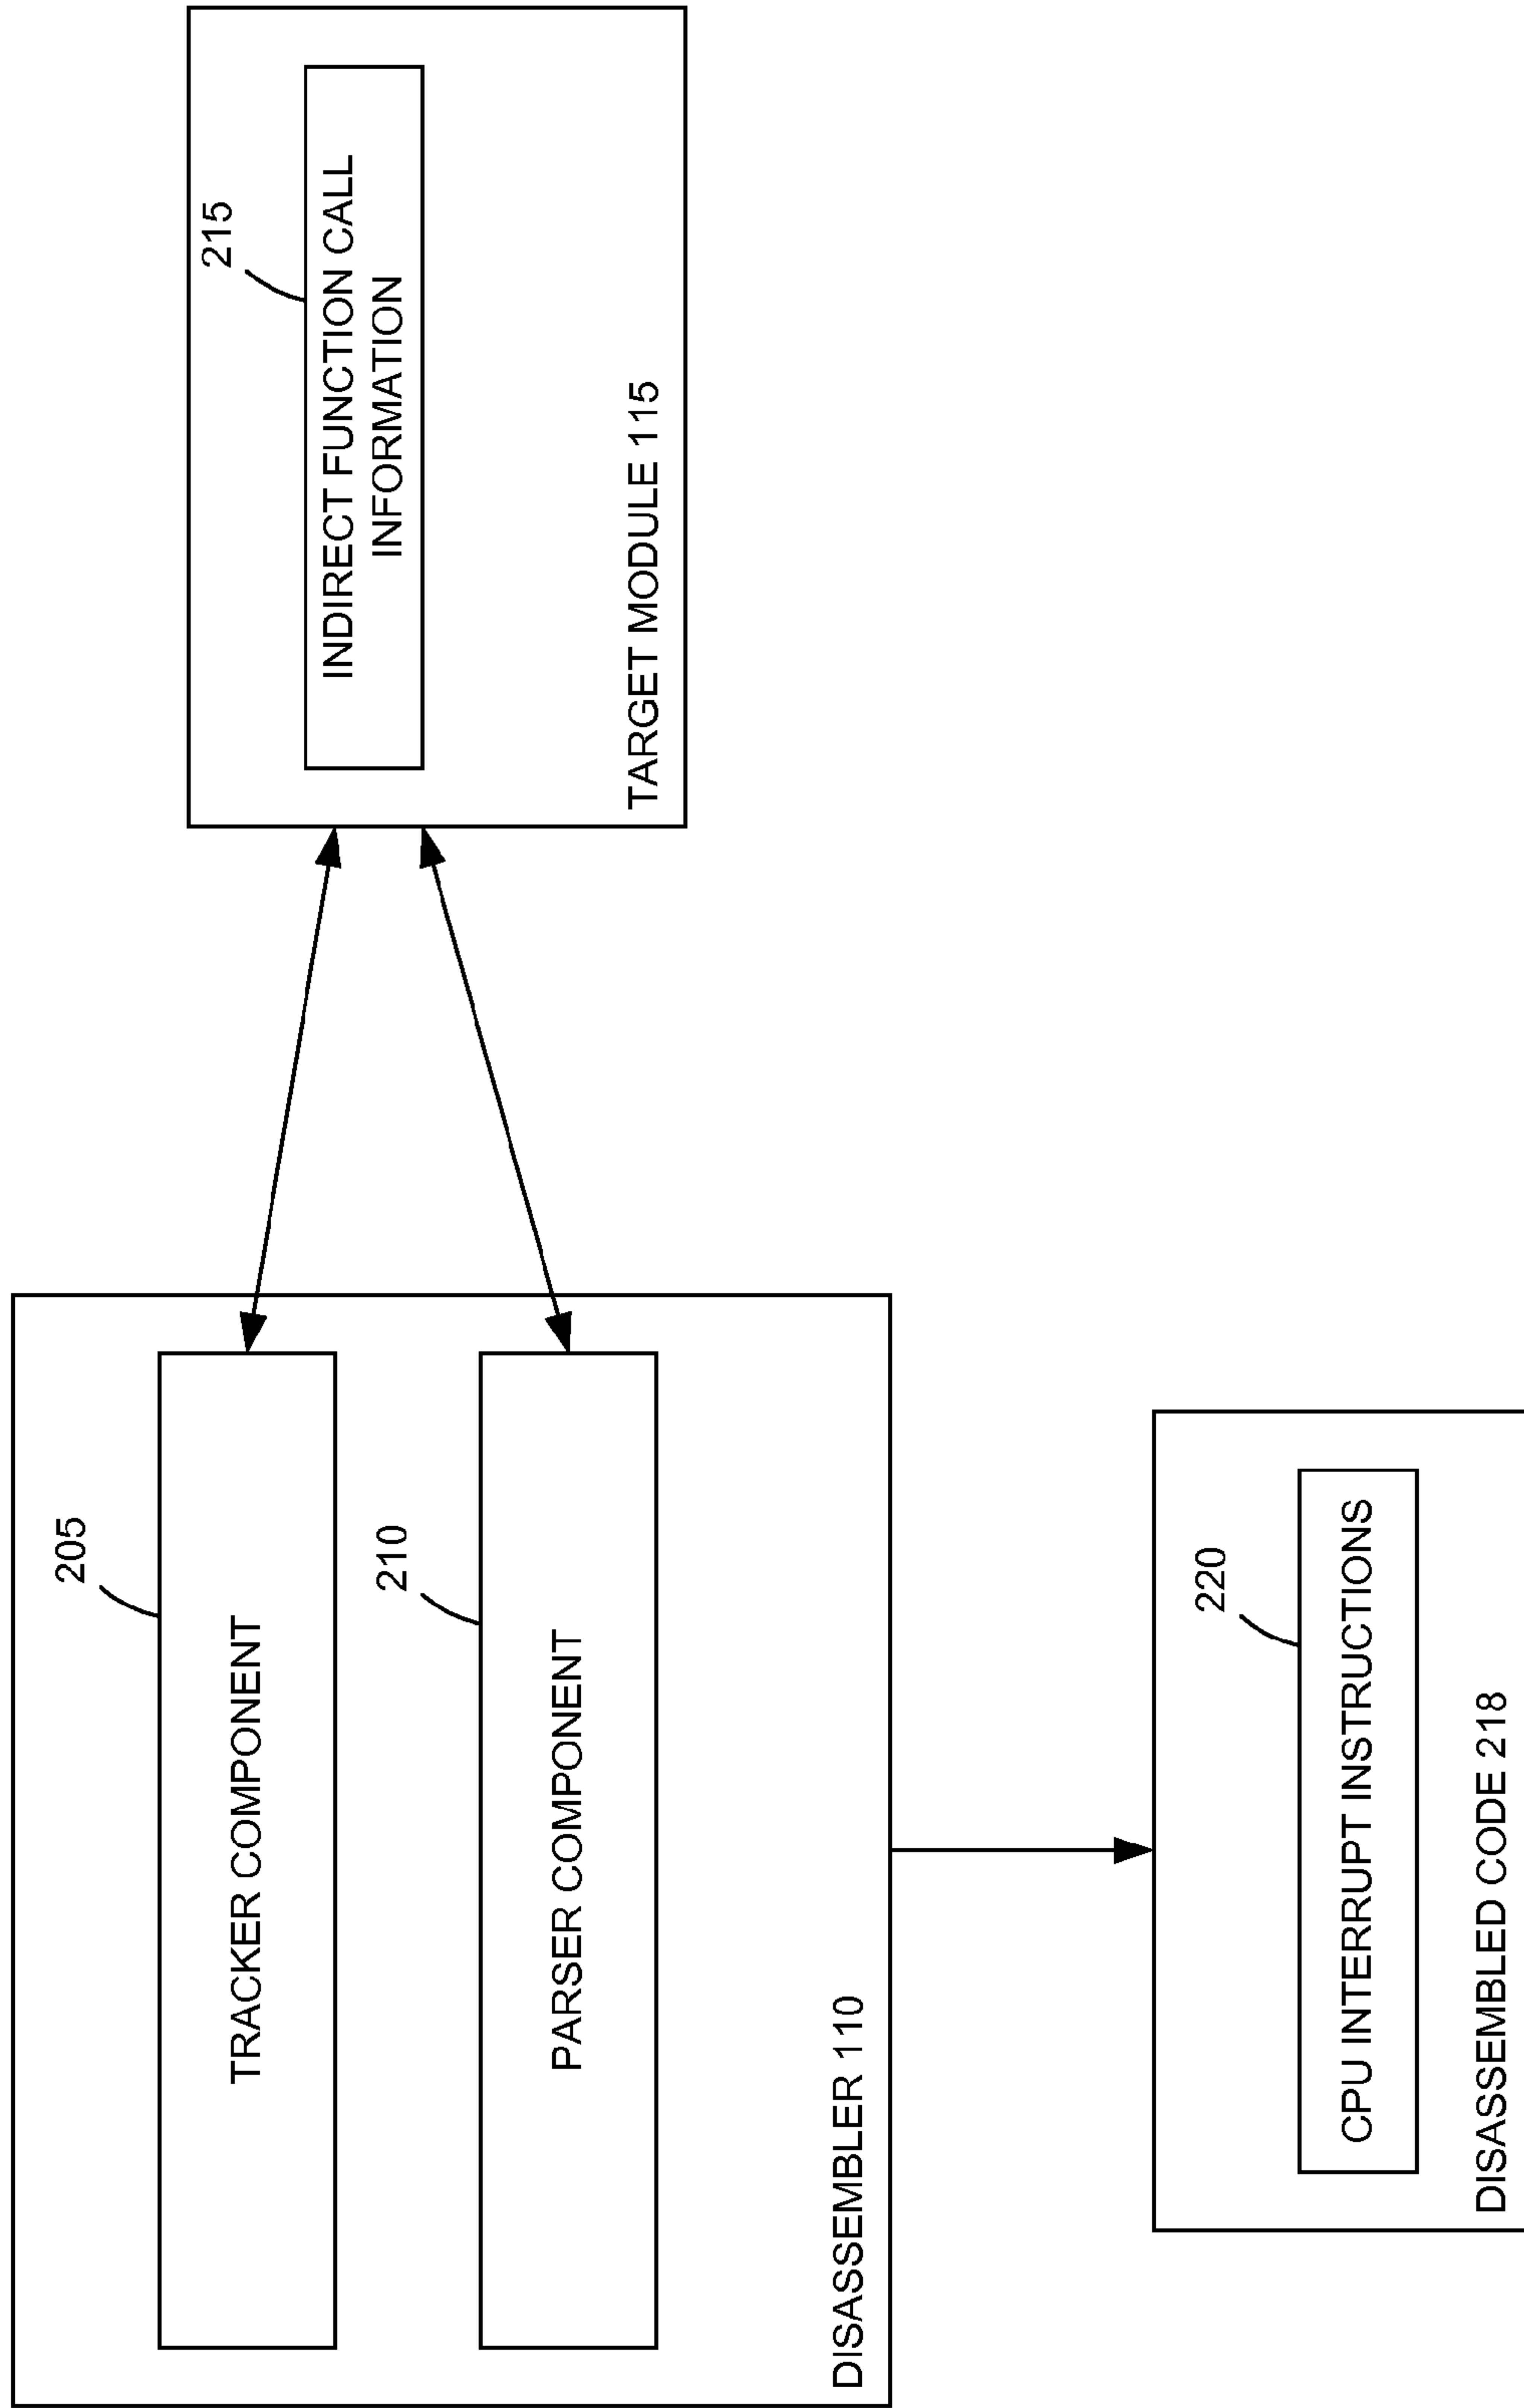 205
TRACKER COMPONENT
210
PARSER COMPONENT
DISASSEMBLER 110
215
INDIRECT FUNCTION CALL
INFORMATION
TARGET MODULE 115
220
CPU INTERRUPT INSTRUCTIONS
DISASSEMBLED CODE 218